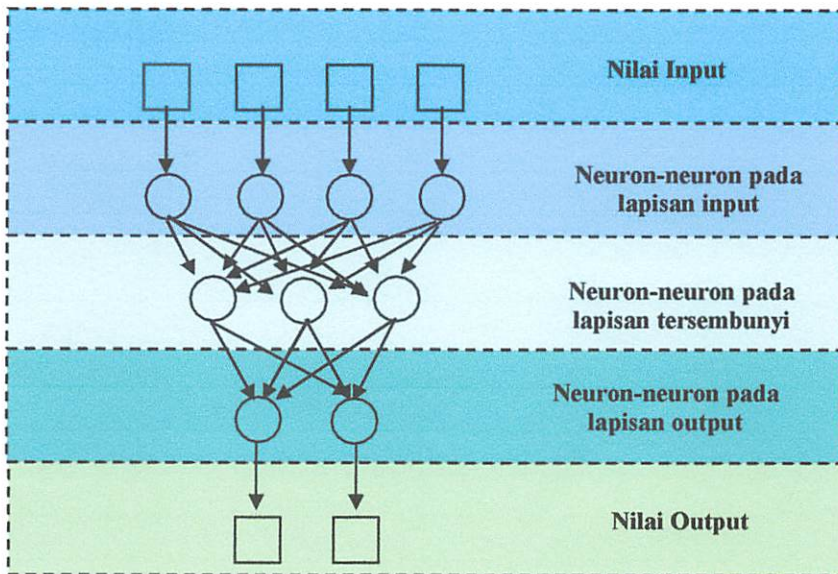 Nilai Input
Neuron-neuron pada
lapisan input
Neuron-neuron pada
lapisan tersembunyi
Neuron-neuron pada
lapisan output
Nilai Output